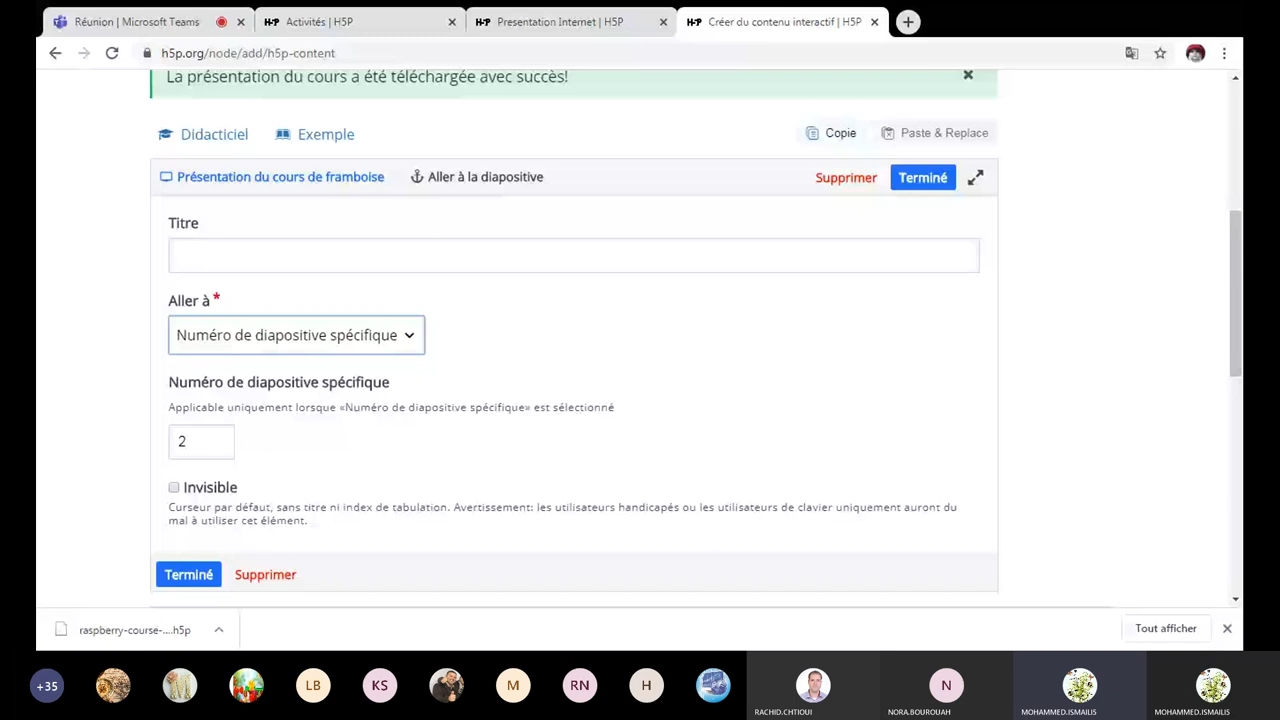 Réunion | Microsoft Teams
H-P Activités | H5P
H-P Presentation Internet | H5P
H-P Créer du contenu interactif | H5P
h5p.org/node/add/h5p-content
La présentation du cours a été téléchargée avec succès!
Didacticiel
Exemple
Copie
Paste & Replace
Présentation du cours de framboise
Aller à la diapositive
Supprimer
Terminé
Titre
Aller à *
Numéro de diapositive spécifique
Numéro de diapositive spécifique
Applicable uniquement lorsque «Numéro de diapositive spécifique» est sélectionné
2
Invisible
Curseur par défaut, sans titre ni index de tabulation. Avertissement: les utilisateurs handicapés ou les utilisateurs de clavier uniquement auront du
mal à utiliser cet élément.
Terminé
Supprimer
raspberry-course-....h5p
Tout afficher
+35
LB
KS
M
RN
H
N
RACHID.CHTIOUI
NORA.BOUROUAH
MOHAMMED.ISMAILIS
MOHAMMED.ISMAILIS